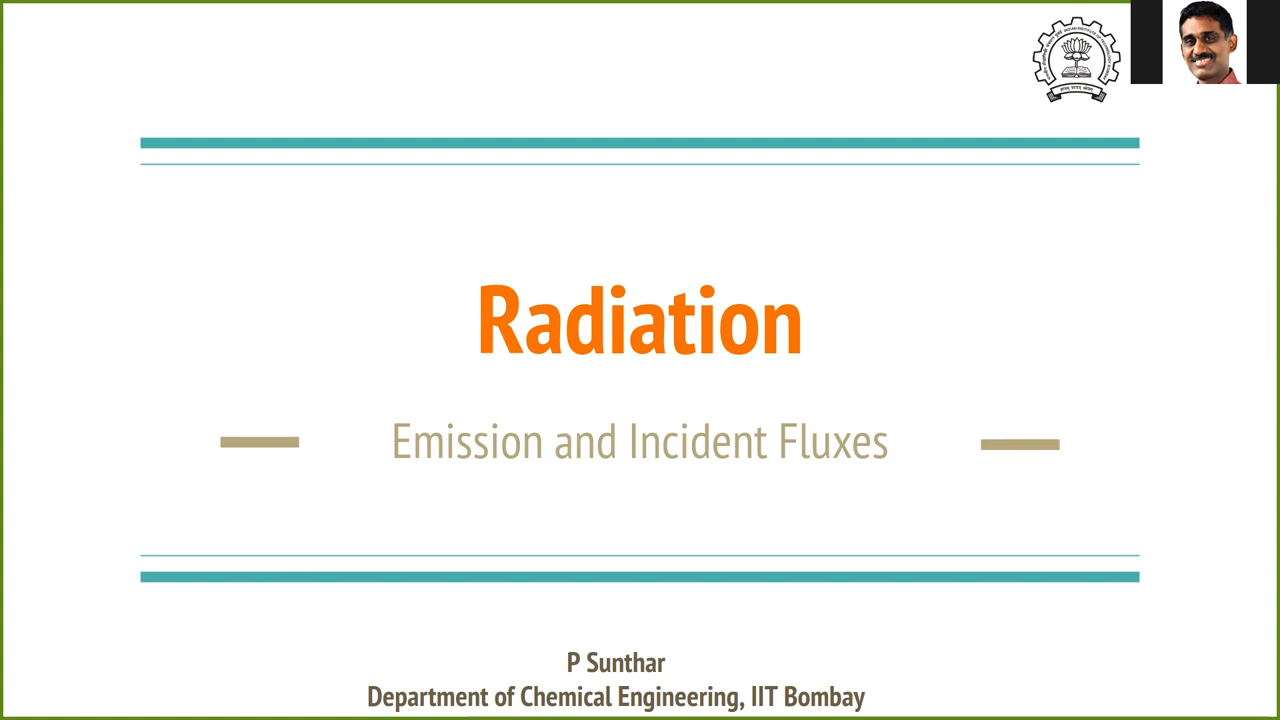 Radiation
Emission and Incident Fluxes
P Sunthar
Department of Chemical Engineering, IIT Bombay